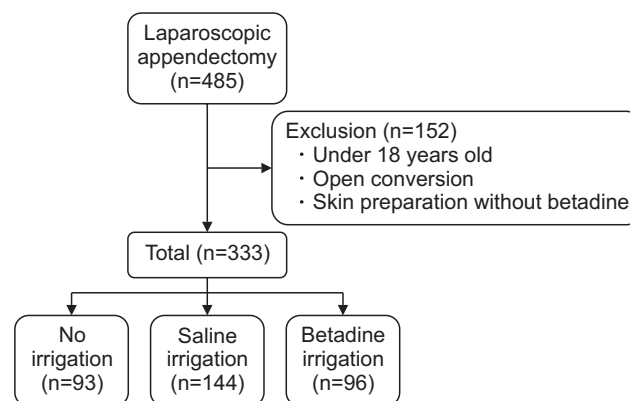 Laparoscopic
appendectomy
(n=485)
Exclusion (n=152)
· Under 18 years old
· Open conversion
· Skin preparation without betadine
Total (n=333)
No
irrigation
(n=93)
Saline
irrigation
(n=144)
Betadine
irrigation
(n=96)